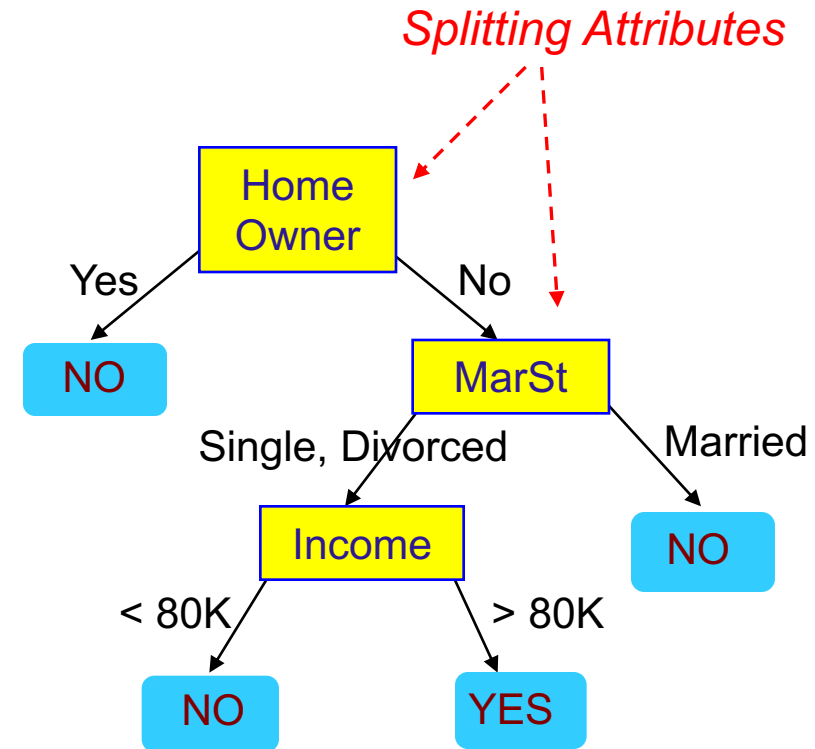 Splitting Attributes
Home
Owner
Yes
No
NO
MarSt
Single, Divorced
Married
Income
NO
< 80K
> 80K
NO
YES